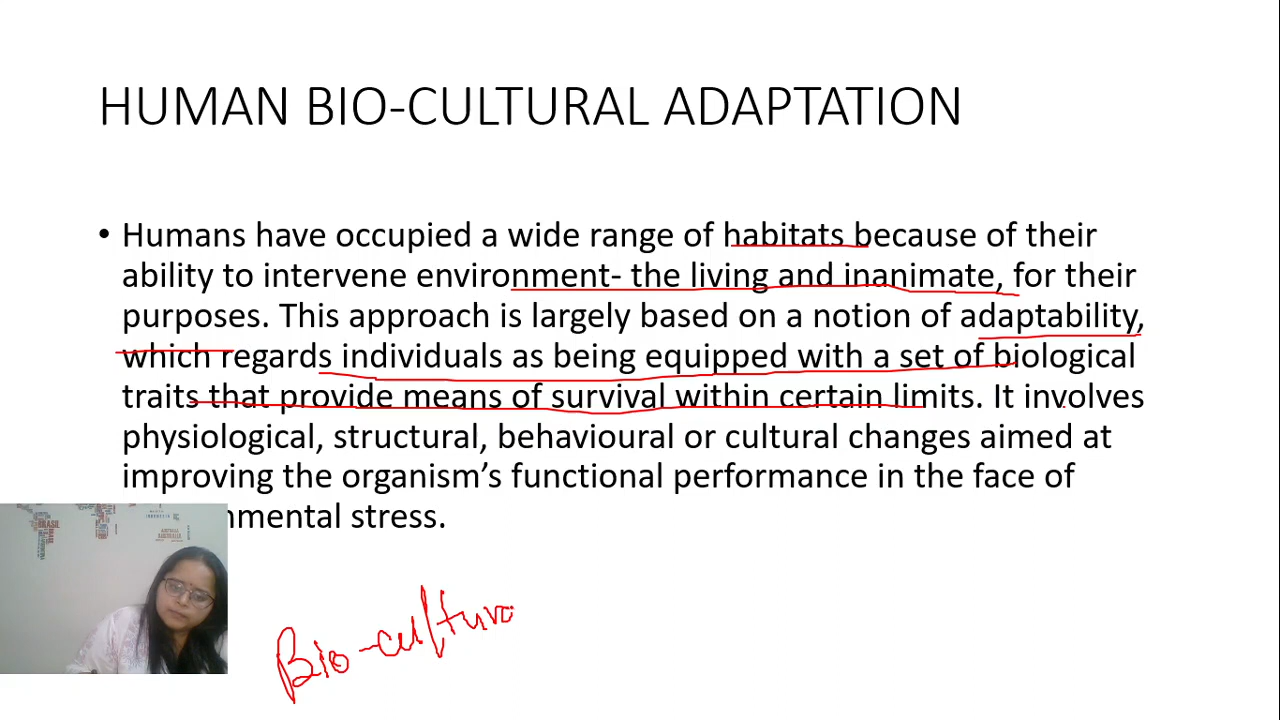 HUMAN BIO-CULTURAL ADAPTATION
• Humans have occupied a wide range of habitats because of their
ability to intervene environment- the living and inanimate, for their
purposes. This approach is largely based on a notion of adaptability,
which regards individuals as being equipped with a set of biological
traits that provide means of survival within certain limits. It involves
physiological, structural, behavioural or cultural changes aimed at
improving the organism’s functional performance in the face of
nmental stress.
BRASIL
AUSTRALIA
Bio-cultura